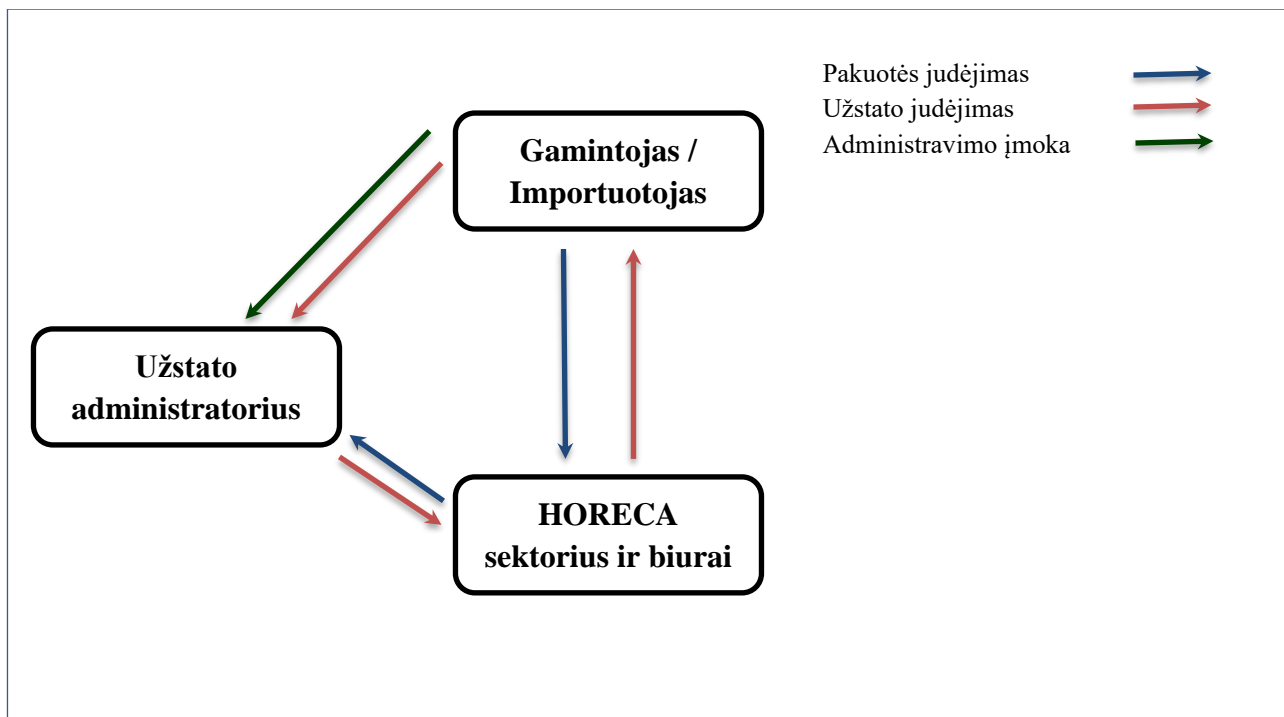 Pakuotės judėjimas
Užstato judėjimas
Administravimo įmoka
Gamintojas /
Importuotojas
Užstato
administratorius
HORECA
sektorius ir biurai